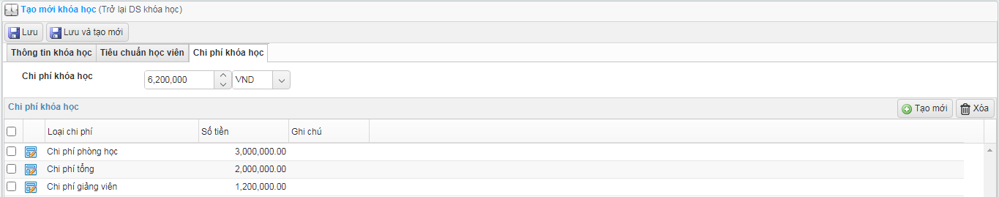 Tạo mới khóa học (Trở lại DS khóa học)
Lưu Lưu và tạo mới
Thông tin khóa học Tiêu chuẩn học viên Chi phí khóa học
Chi phí khóa học 6,200,000 VND
Chi phí khóa học Tạo mới Xóa
Loại chi phí Số tiền Ghi chú
Chi phí phòng học 3,000,000.00
Chi phí tổng 2,000,000.00
Chi phí giảng viên 1,200,000.00